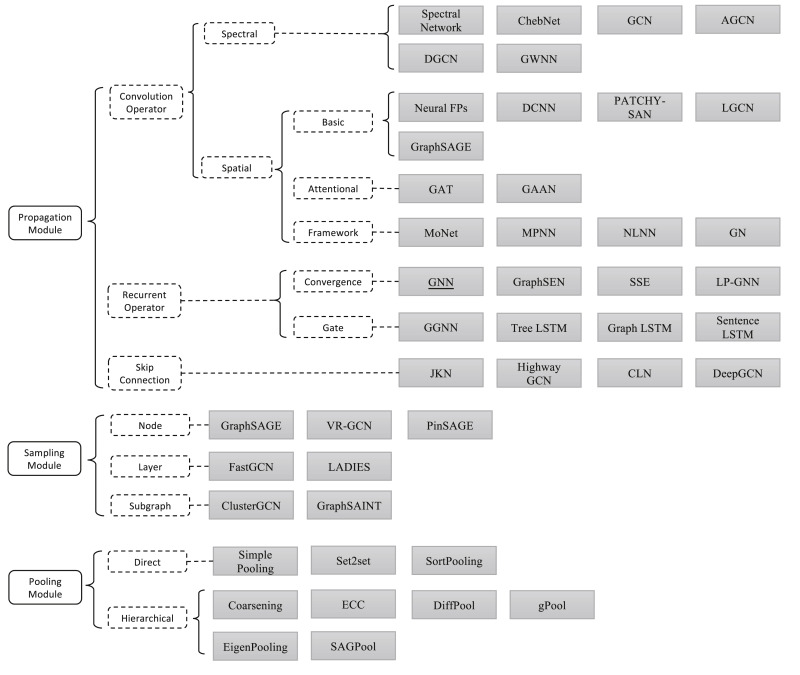 Spectral
Network
ChebNet
GCN
AGCN
Spectral
DGCN
GWNN
Convolution
Operator
Neural FPs
DCNN
PATCHY-
SAN
LGCN
Basic
GraphSAGE
Spatial
Attentional
GAT
GAAN
Propagation
Module
Framework
MoNet
MPNN
NLNN
GN
Convergence
GNN
GraphSEN
SSE
LP-GNN
Recurrent
Operator
Gate
GGNN
Tree LSTM
Graph LSTM
Sentence
LSTM
Skip
Connection
JKN
Highway
GCN
CLN
DeepGCN
Node
GraphSAGE
VR-GCN
PinSAGE
Sampling
Module
Layer
FastGCN
LADIES
Subgraph
ClusterGCN
GraphSAINT
Direct
Simple
Pooling
Set2set
SortPooling
Pooling
Module
Hierarchical
Coarsening
ECC
DiffPool
gPool
EigenPooling
SAGPool